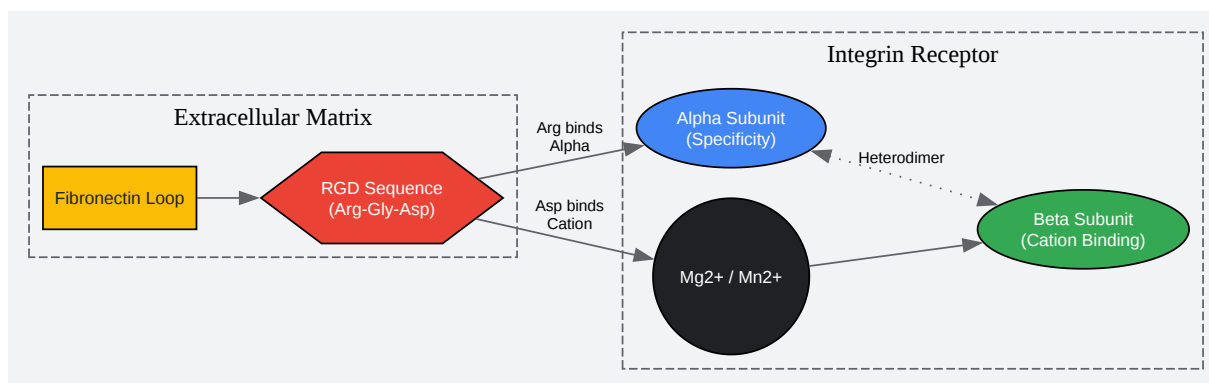 Extracellular Matrix
Fibronectin Loop
RGD Sequence
(Arg-Gly-Asp)
Arg binds
Alpha
Asp binds
Cation
Integrin Receptor
Alpha Subunit
(Specificity)
Heterodimer
Mg2+ / Mn2+
Beta Subunit
(Cation Binding)